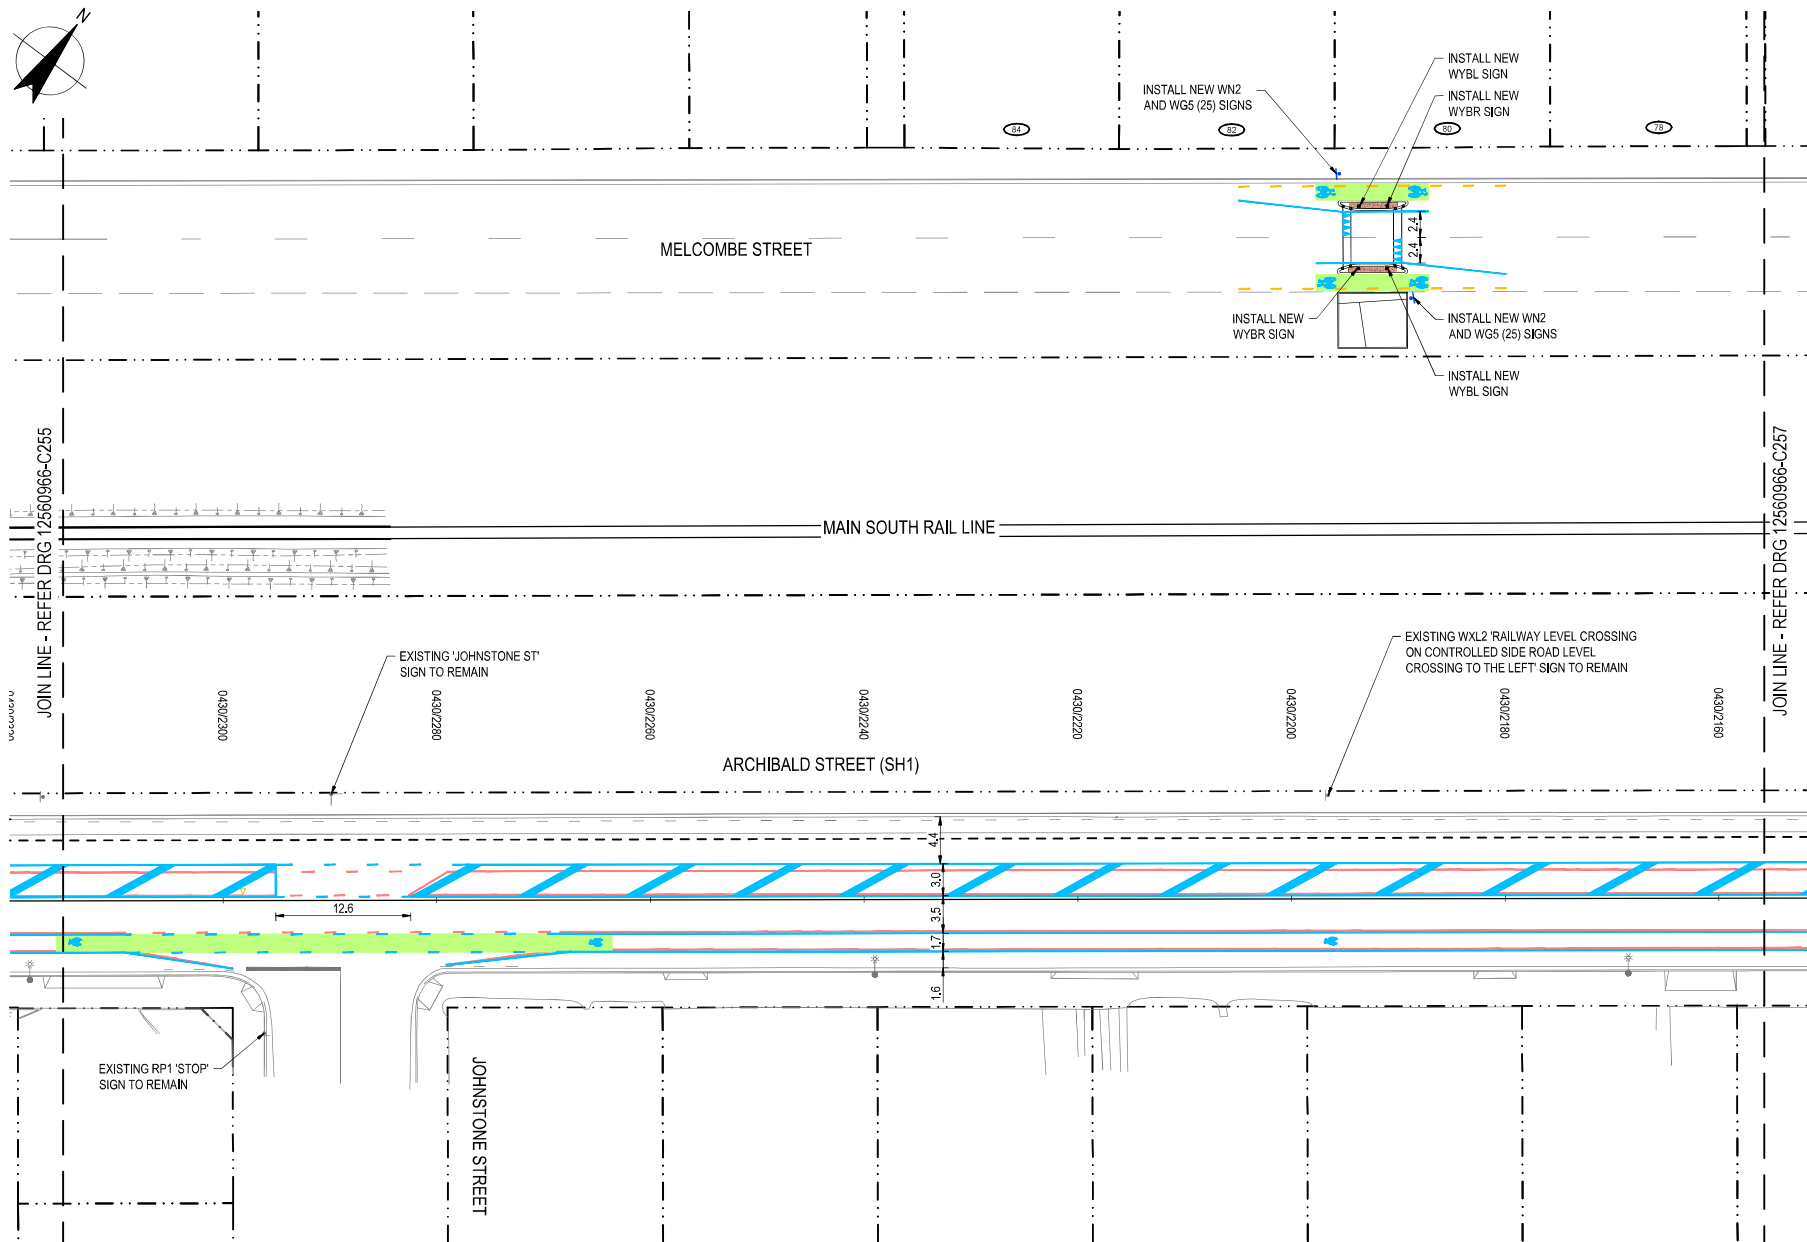 N
INSTALL NEW
WYBL SIGN
INSTALL NEW WN2
AND WG5 (25) SIGNS
INSTALL NEW
WYBR SIGN
84
82
80
78
MELCOMBE STREET
2.4
2.4
INSTALL NEW
WYBR SIGN
INSTALL NEW WN2
AND WG5 (25) SIGNS
INSTALL NEW
WYBL SIGN
JOIN LINE - REFER DRG 12560966-C255
JOIN LINE - REFER DRG 12560966-C257
MAIN SOUTH RAIL LINE
EXISTING 'JOHNSTONE ST'
SIGN TO REMAIN
EXISTING WXL2 'RAILWAY LEVEL CROSSING
ON CONTROLLED SIDE ROAD LEVEL
CROSSING TO THE LEFT' SIGN TO REMAIN
0430/2300
0430/2280
0430/2260
0430/2240
0430/2220
0430/2200
0430/2180
0430/2160
ARCHIBALD STREET (SH1)
4.4
3.0
12.6
3.5
1.7
1.6
EXISTING RP1 'STOP'
SIGN TO REMAIN
JOHNSTONE STREET